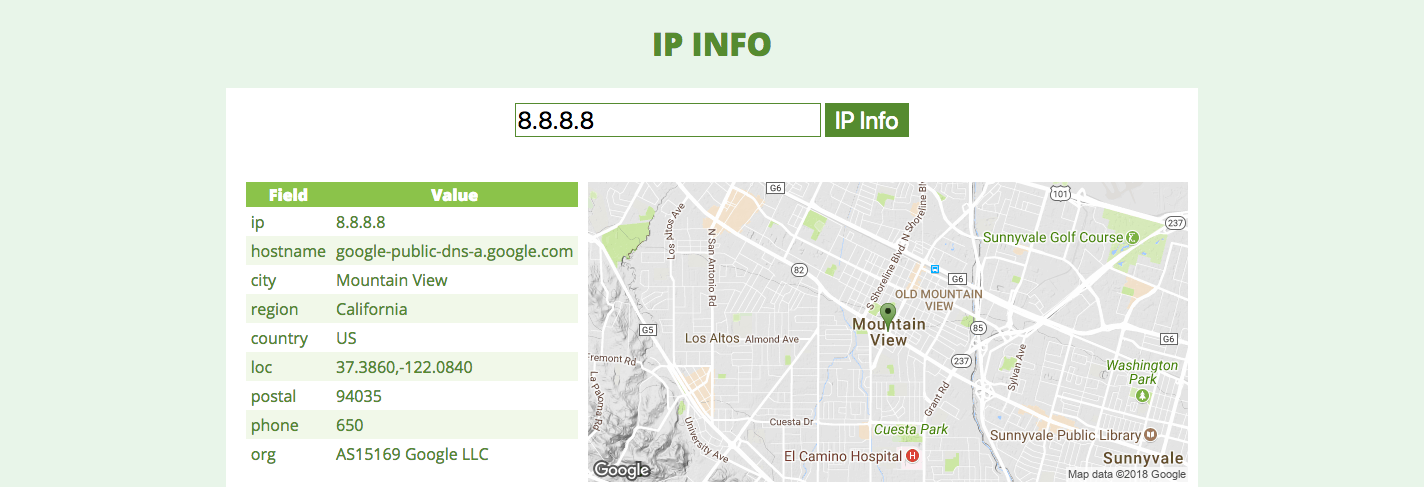 IP INFO
8.8.8.8 IP Info
Field Value
ip 8.8.8.8
hostname google-public-dns-a.google.com
city Mountain View
region California
country US
loc 37.3860,-122.0840
postal 94035
phone 650
org AS15169 Google LLC
G6
101
237
Los Altos Ave
N San Antonio Rd
S Shoreline Blvd
N Shoreline Blvd
Sunnyvale Golf Course
82
G6
OLD MOUNTAIN
VIEW
Mountain
View
85
G5
Los Altos
Almond Ave
G6
237
Sylvan Ave
Fremont Rd
La Paloma Rd
Washington
Park
Grant Rd
University Ave
Cuesta Dr
Cuesta Park
Sunnyvale Public Library
El Camino Hospital
H
Sunnyvale
Google
Map data ©2018 Google